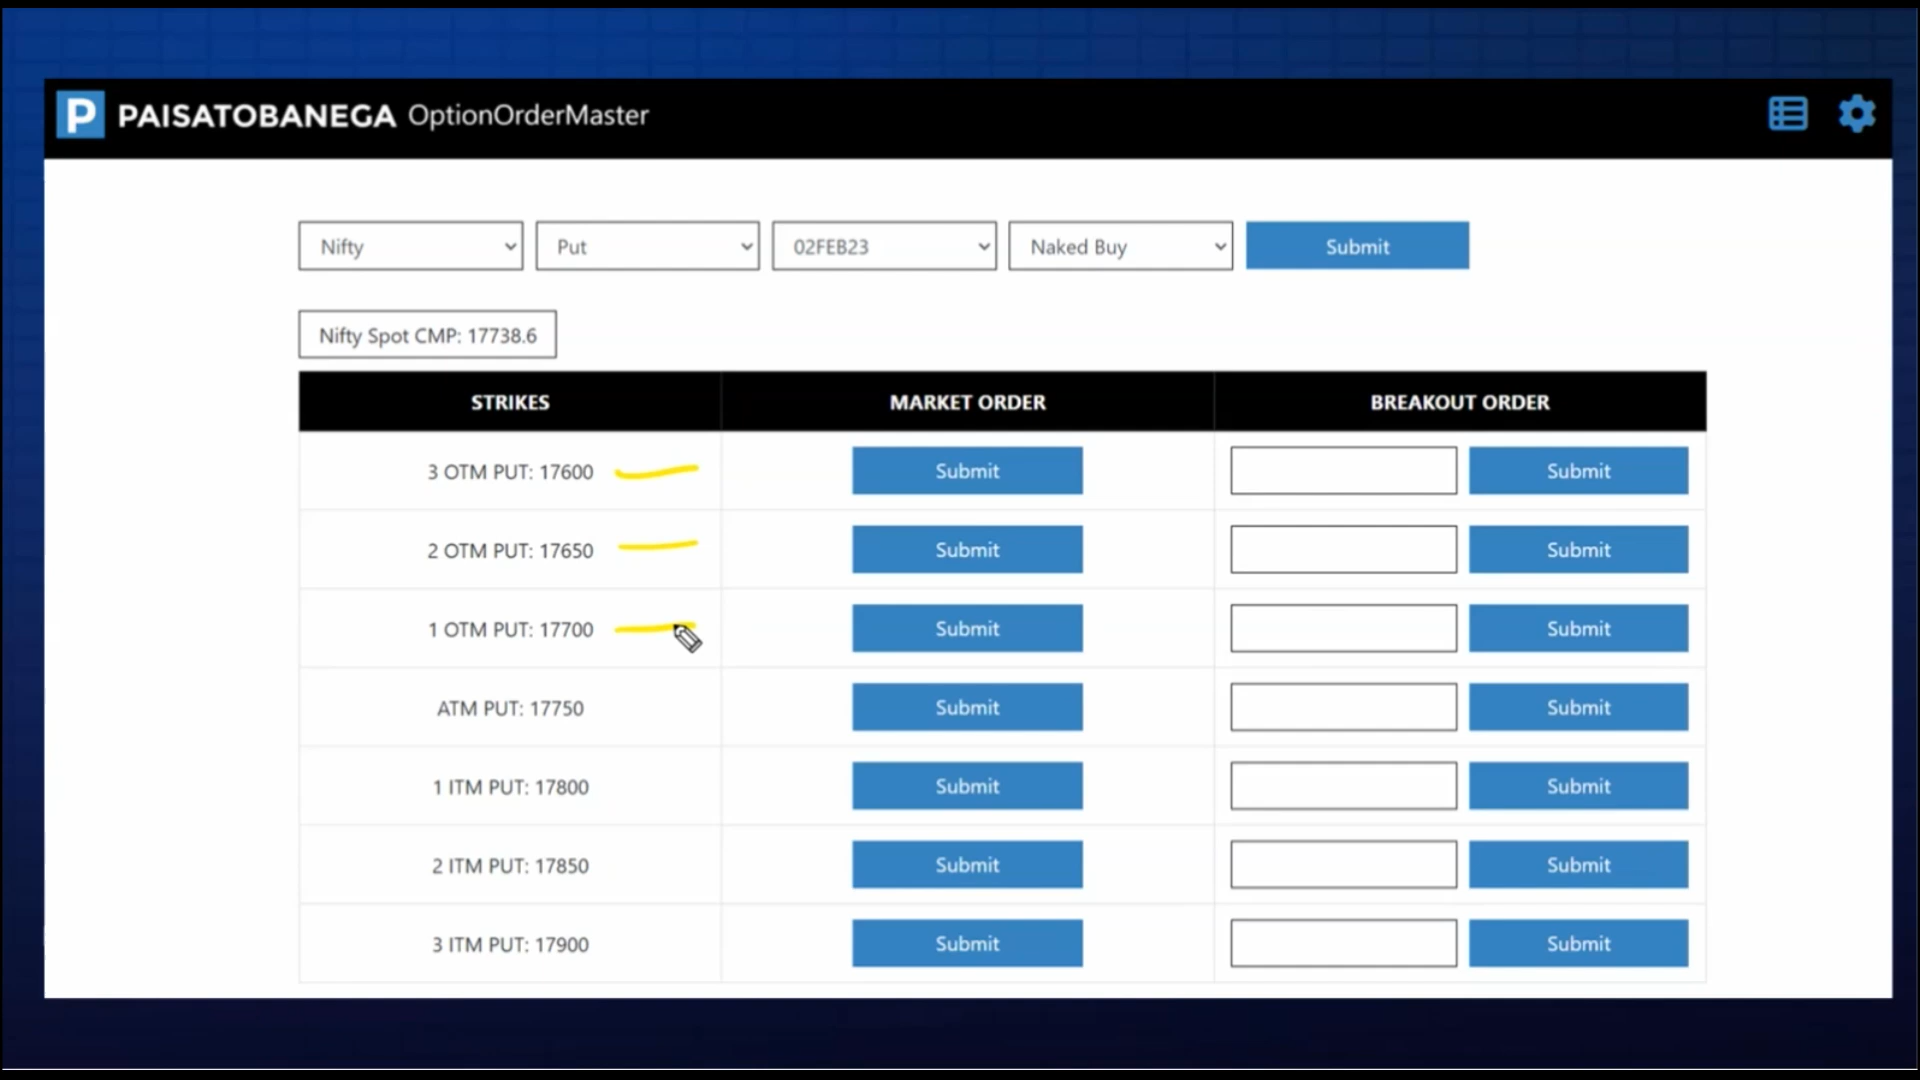 P PAISATOBANEGA OptionOrderMaster
Nifty Put 02FEB23 Naked Buy Submit
Nifty Spot CMP: 17738.6
STRIKES MARKET ORDER BREAKOUT ORDER
3 OTM PUT: 17600 Submit Submit
2 OTM PUT: 17650 Submit Submit
1 OTM PUT: 17700 Submit Submit
ATM PUT: 17750 Submit Submit
1 ITM PUT: 17800 Submit Submit
2 ITM PUT: 17850 Submit Submit
3 ITM PUT: 17900 Submit Submit